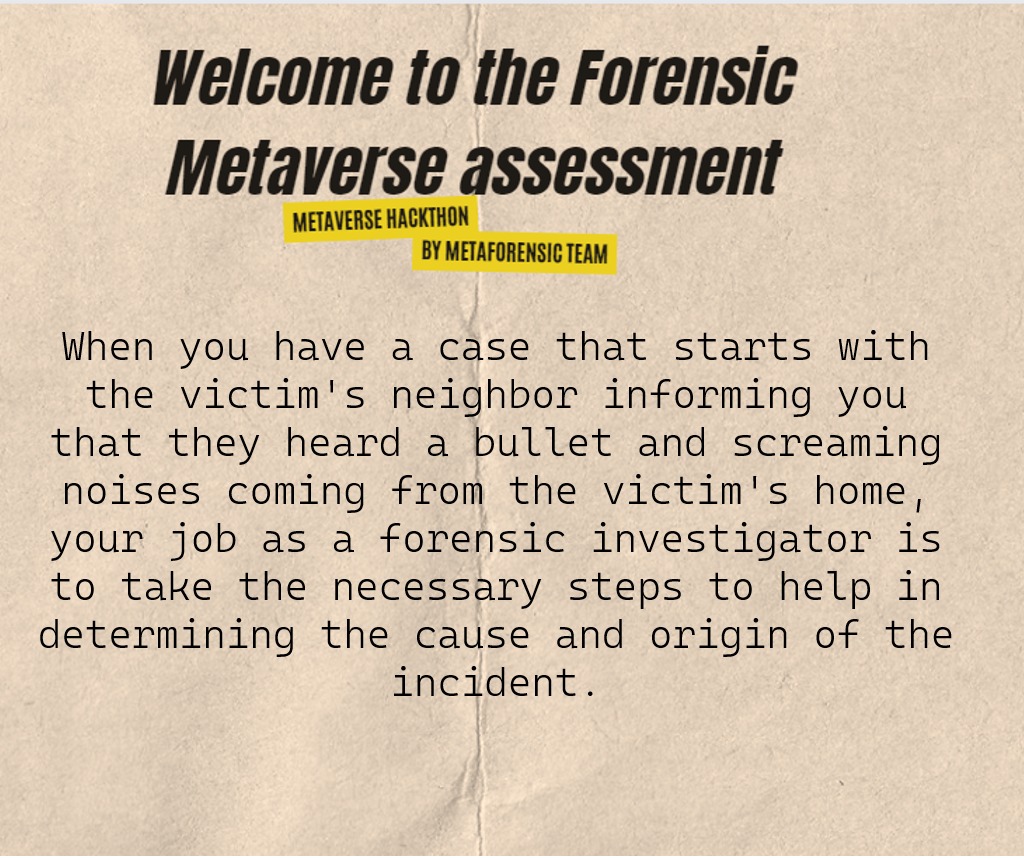 Welcome to the Forensic
Metaverse assessment
METAVERSE HACKTHON
BY METAFORENSIC TEAM
When you have a case that starts with
the victim's neighbor informing you
that they heard a bullet and screaming
noises coming from the victim's home,
your job as a forensic investigator is
to take the necessary steps to help in
determining the cause and origin of the
incident.